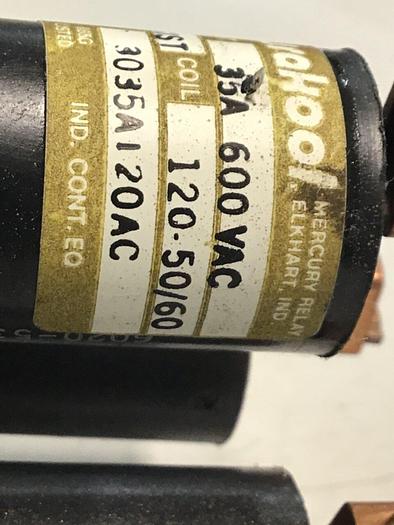 MERCURY RELAY
ELKHART, IND.
35A 600 VAC
COIL 120-50/60
3035A120AC
IND. CONT. EQ